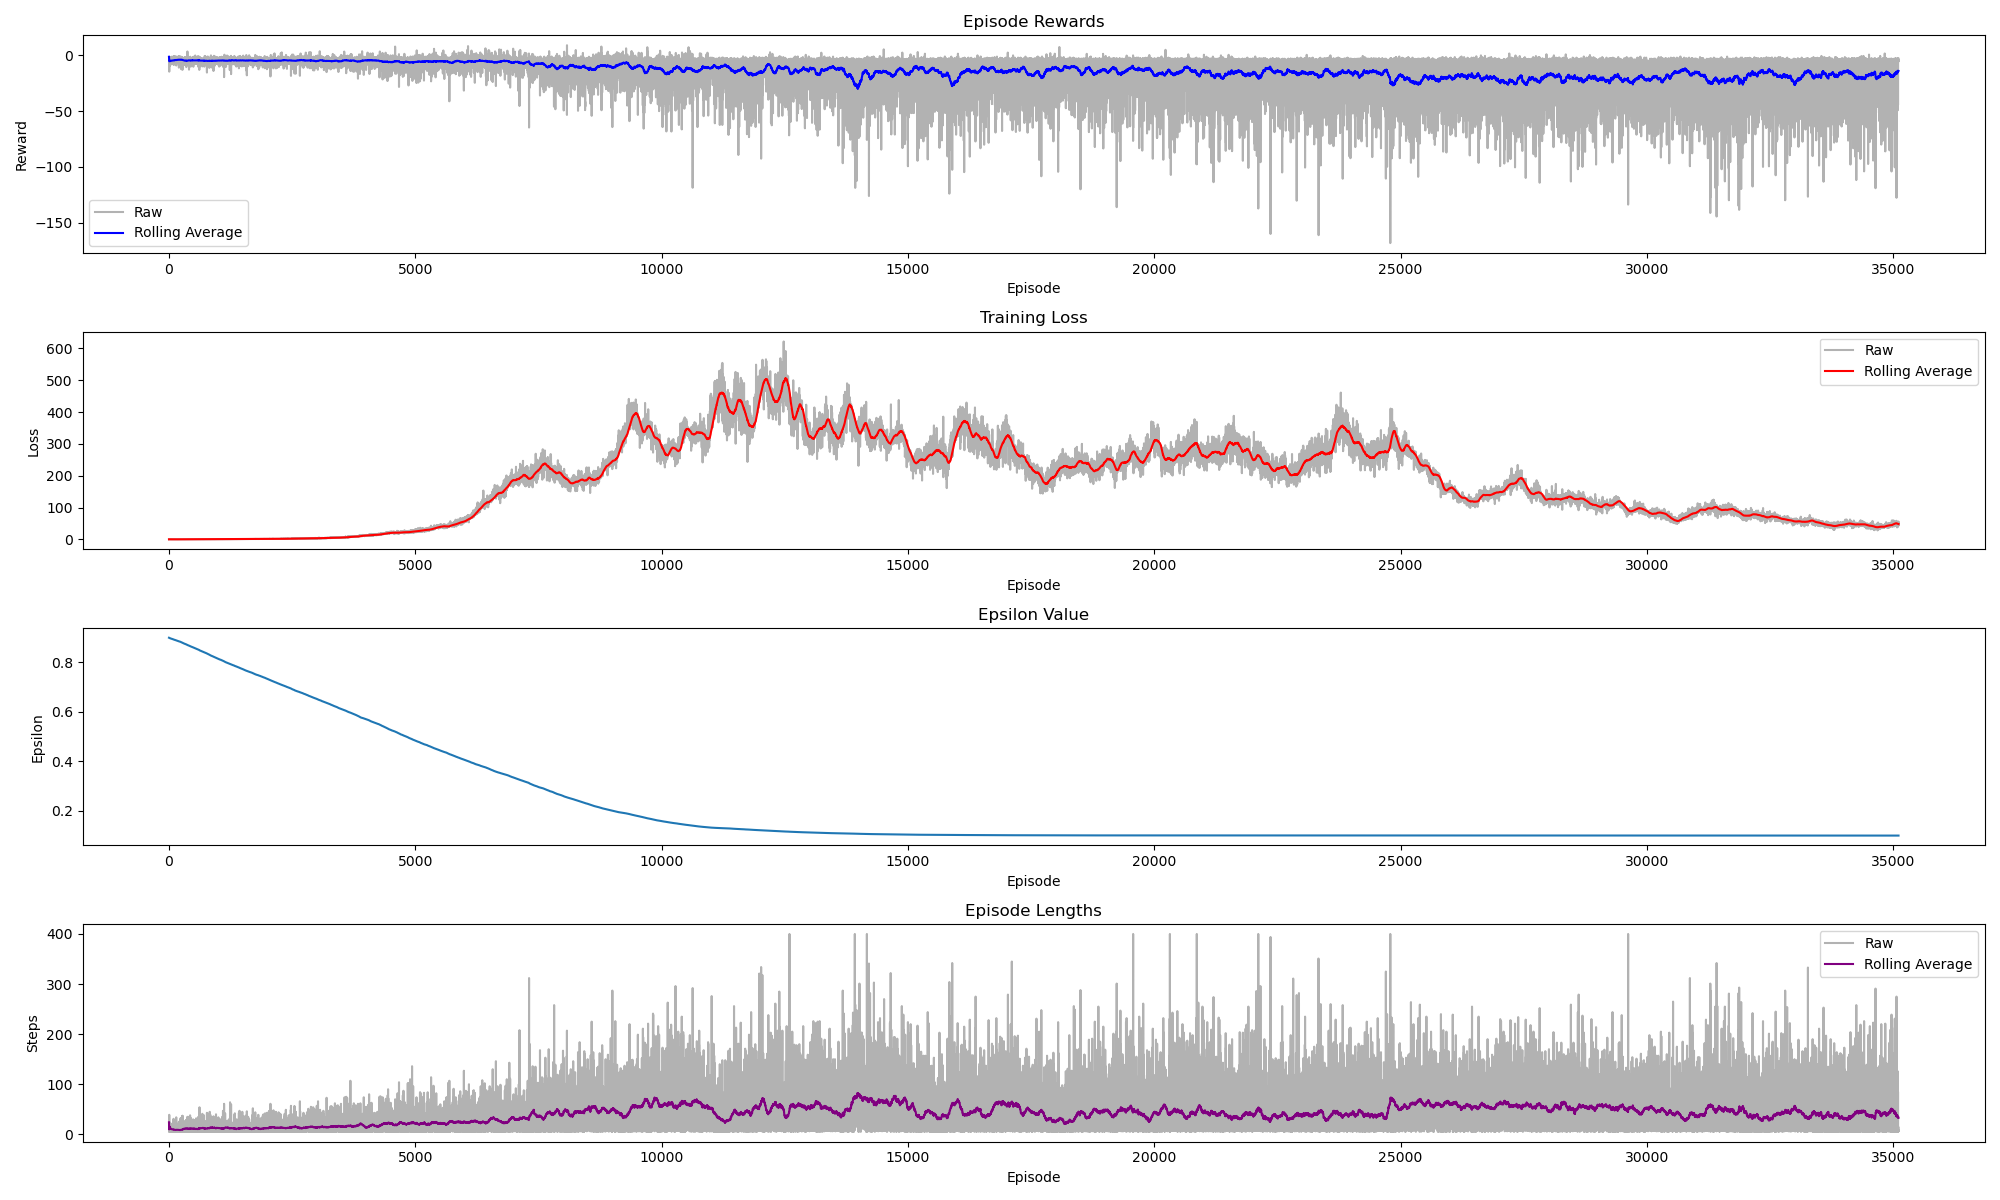 Episode Rewards
0
−50
−100
−150
Reward
Raw
Rolling Average
0 5000 10000 15000 20000 25000 30000 35000
Episode
Training Loss
600
500
400
300
200
100
0
Loss
Raw
Rolling Average
0 5000 10000 15000 20000 25000 30000 35000
Episode
Epsilon Value
0.8
0.6
0.4
0.2
Epsilon
0 5000 10000 15000 20000 25000 30000 35000
Episode
Episode Lengths
400
300
200
100
0
Steps
Raw
Rolling Average
0 5000 10000 15000 20000 25000 30000 35000
Episode